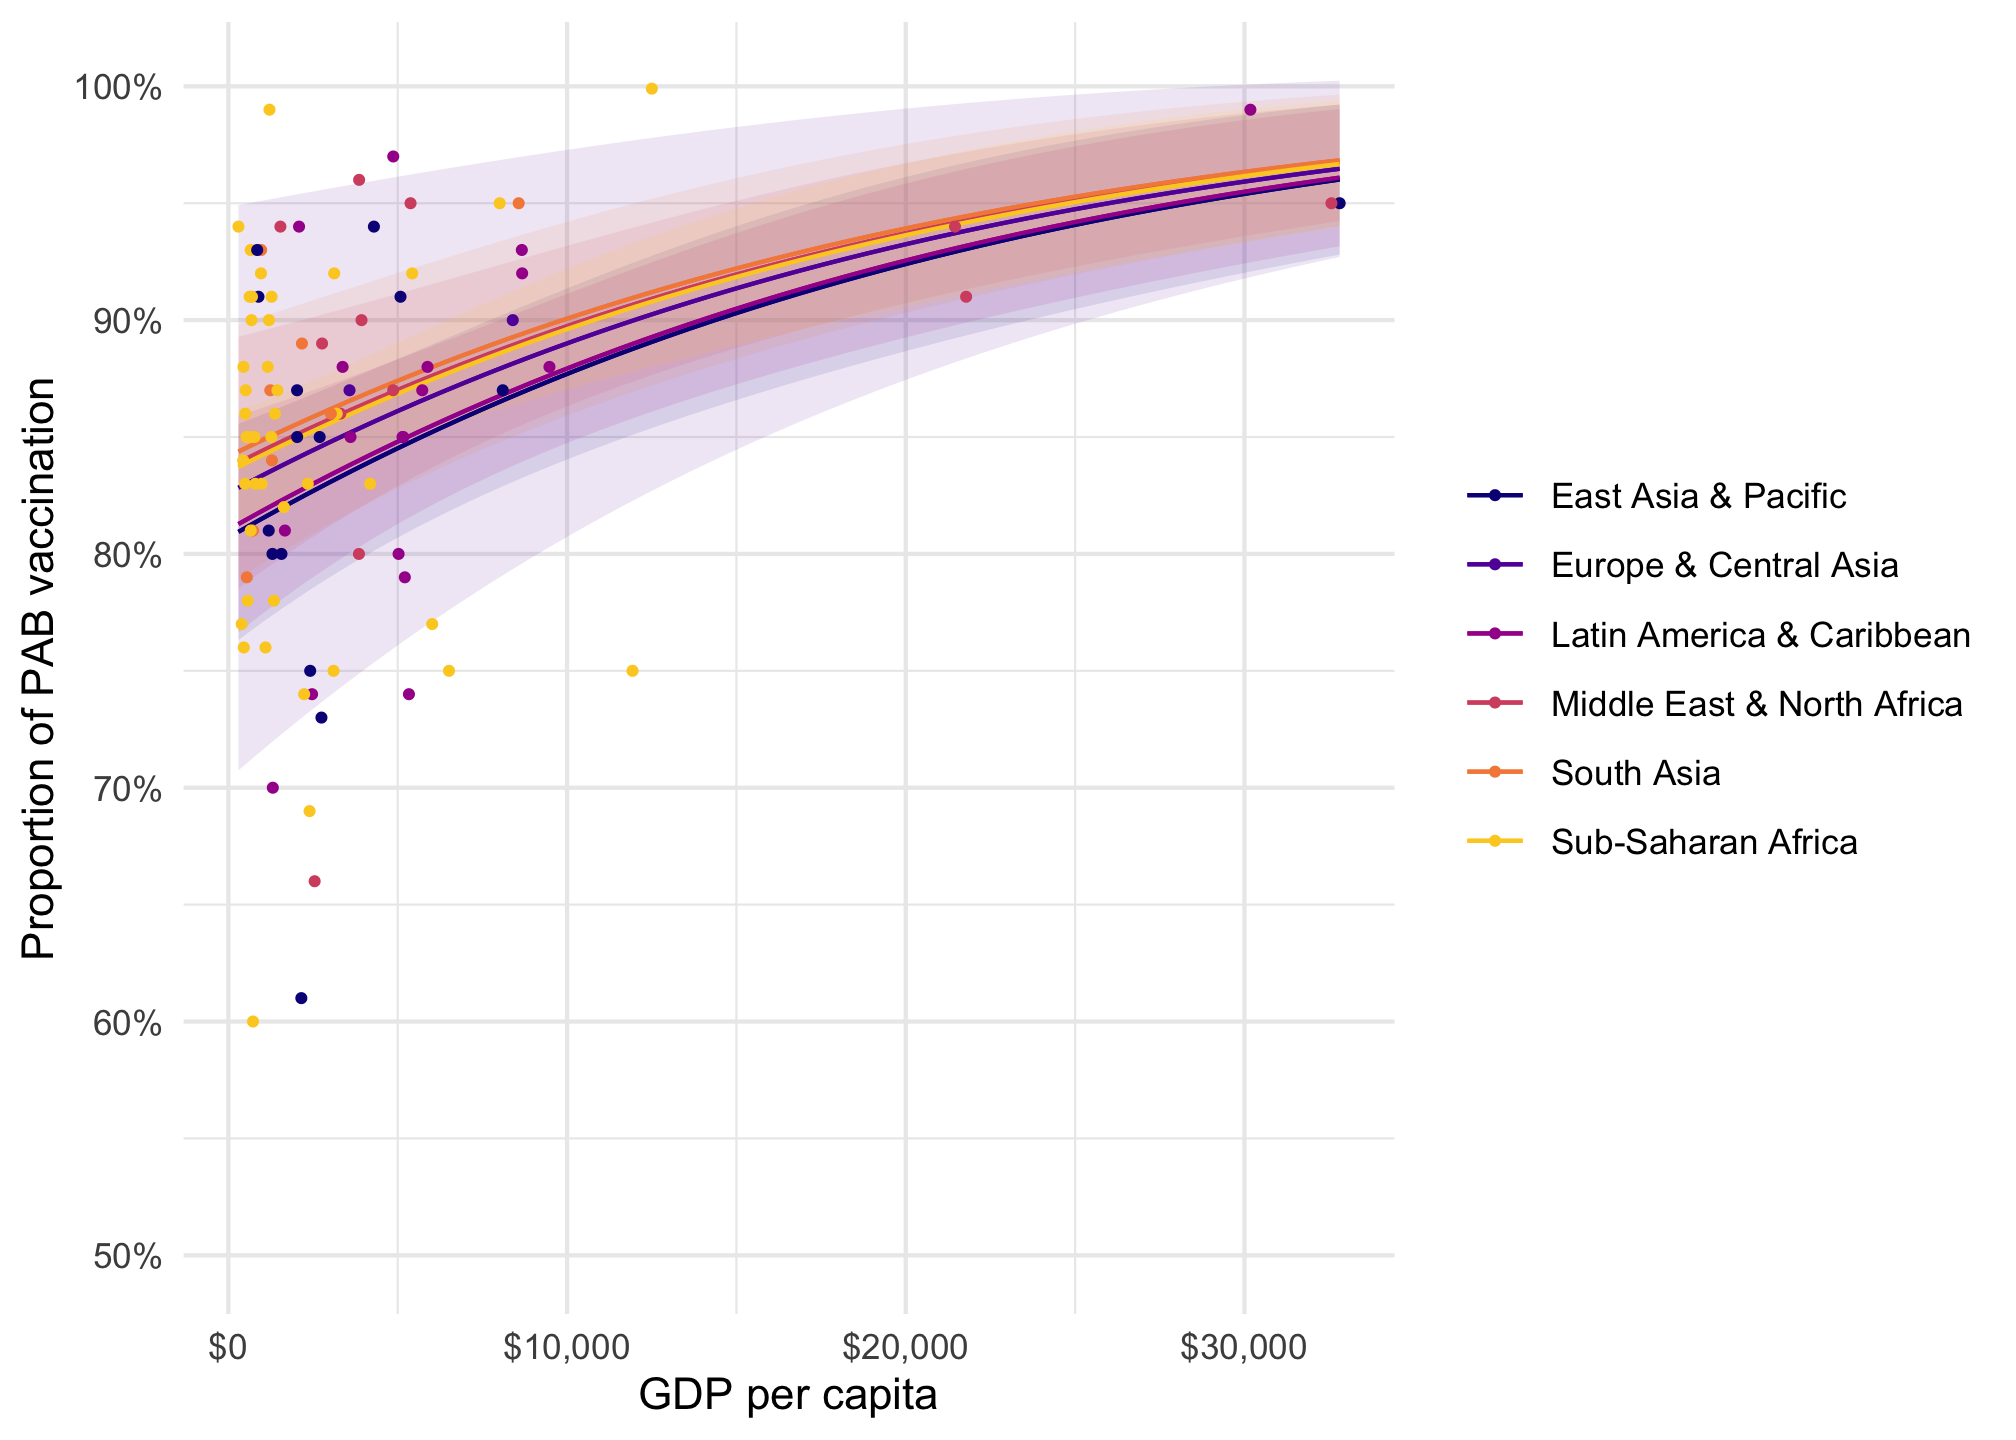 100%
90%
80%
70%
60%
50%
Proportion of PAB vaccination
$0
$10,000
$20,000
$30,000
GDP per capita
East Asia & Pacific
Europe & Central Asia
Latin America & Caribbean
Middle East & North Africa
South Asia
Sub-Saharan Africa